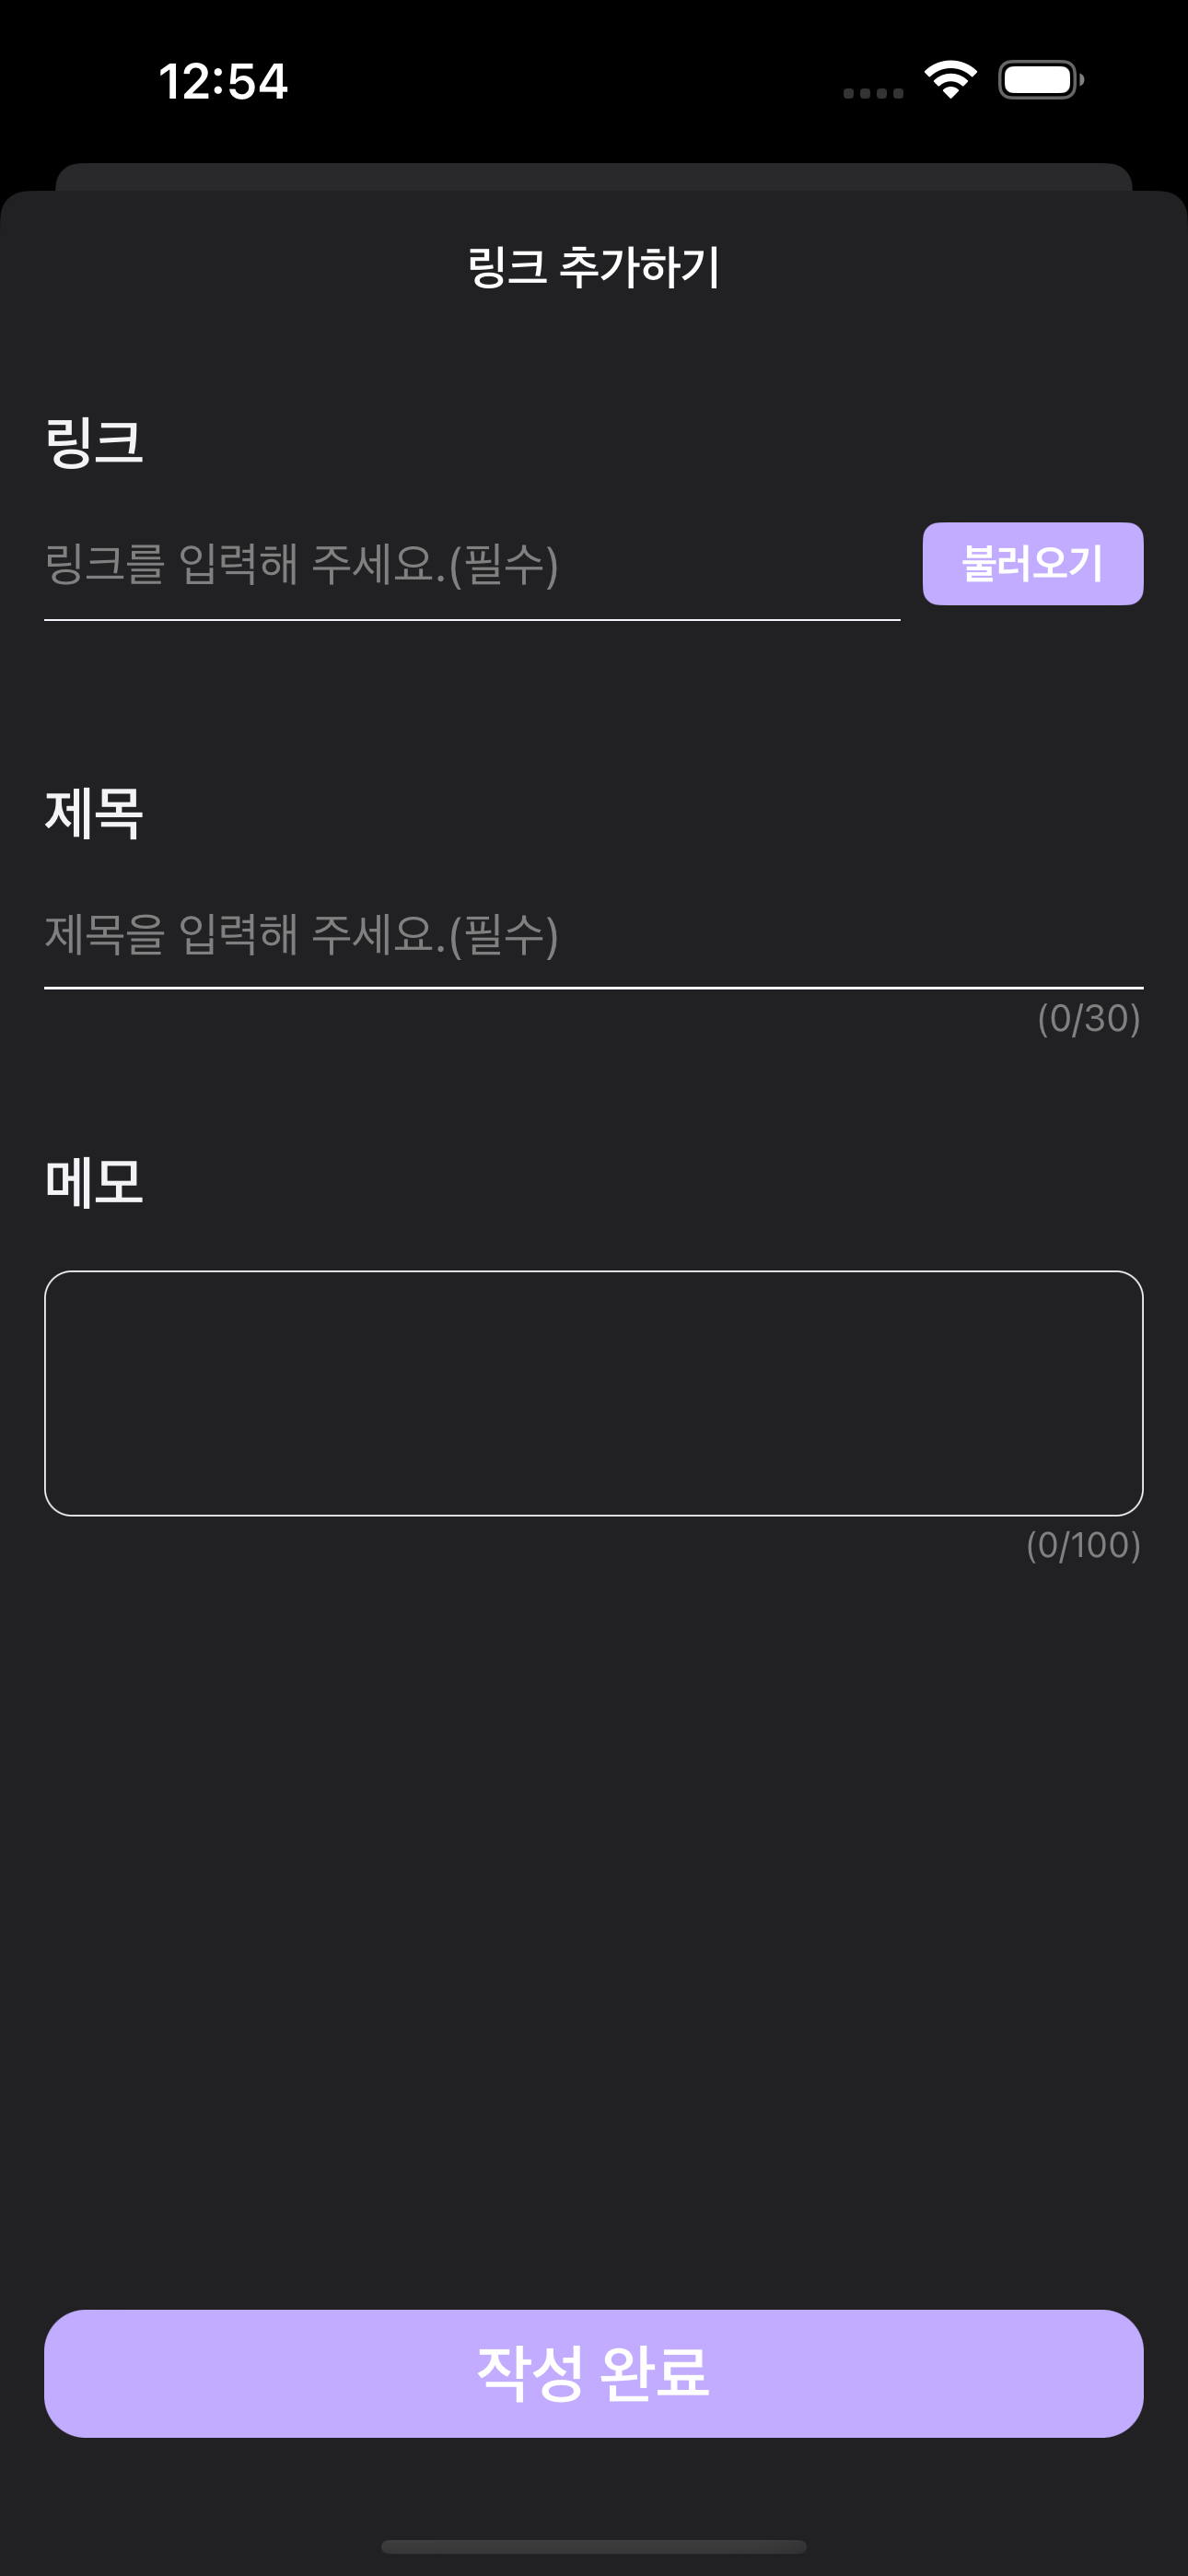 12:54
링크 추가하기
링크
링크를 입력해 주세요.(필수)
불러오기
제목
제목을 입력해 주세요.(필수)
(0/30)
메모
(0/100)
작성 완료